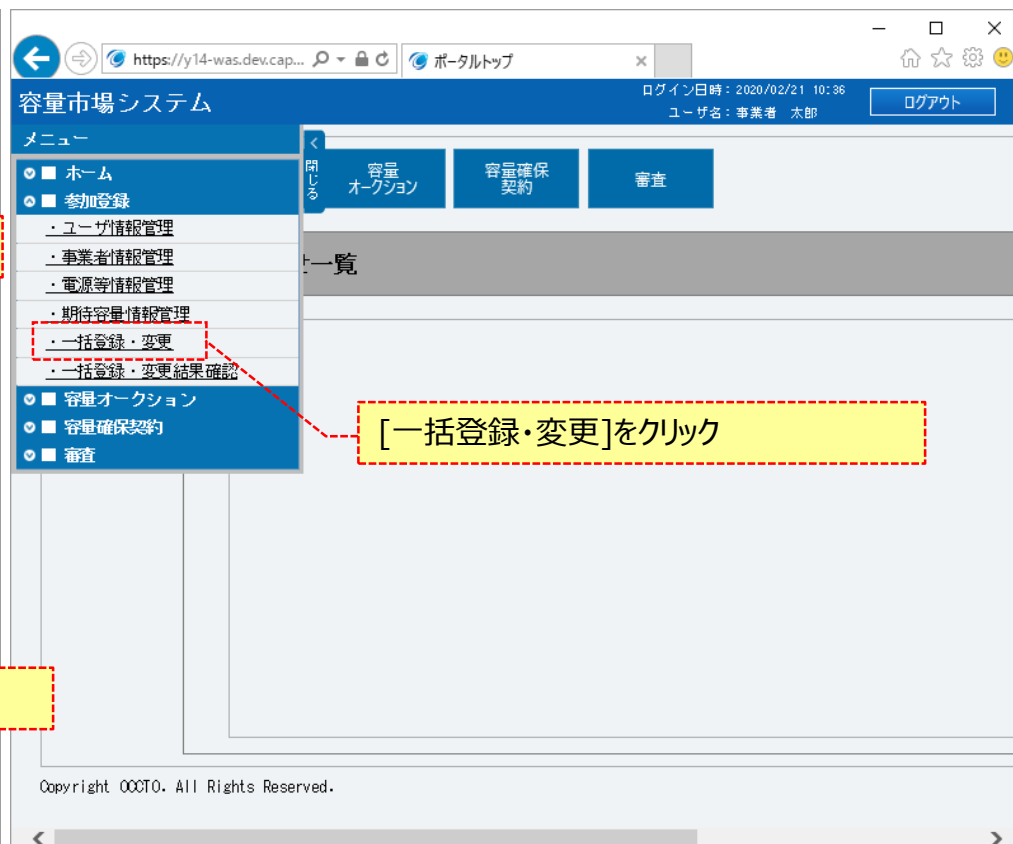 https://y14-was.dev.cap...
ポータルトップ
容量市場システム
ログイン日時：2020/02/21 10:36
ユーザ名：事業者 太郎
ログアウト
メニュー
閉じる
ホーム
参加登録
・ユーザ情報管理
・事業者情報管理
・電源等情報管理
・期待容量情報管理
・一括登録・変更
・一括登録・変更結果確認
容量オークション
容量確保契約
審査
容量
オークション
容量確保
契約
審査
一覧
[一括登録・変更]をクリック
Copyright OCCTO. All Rights Reserved.